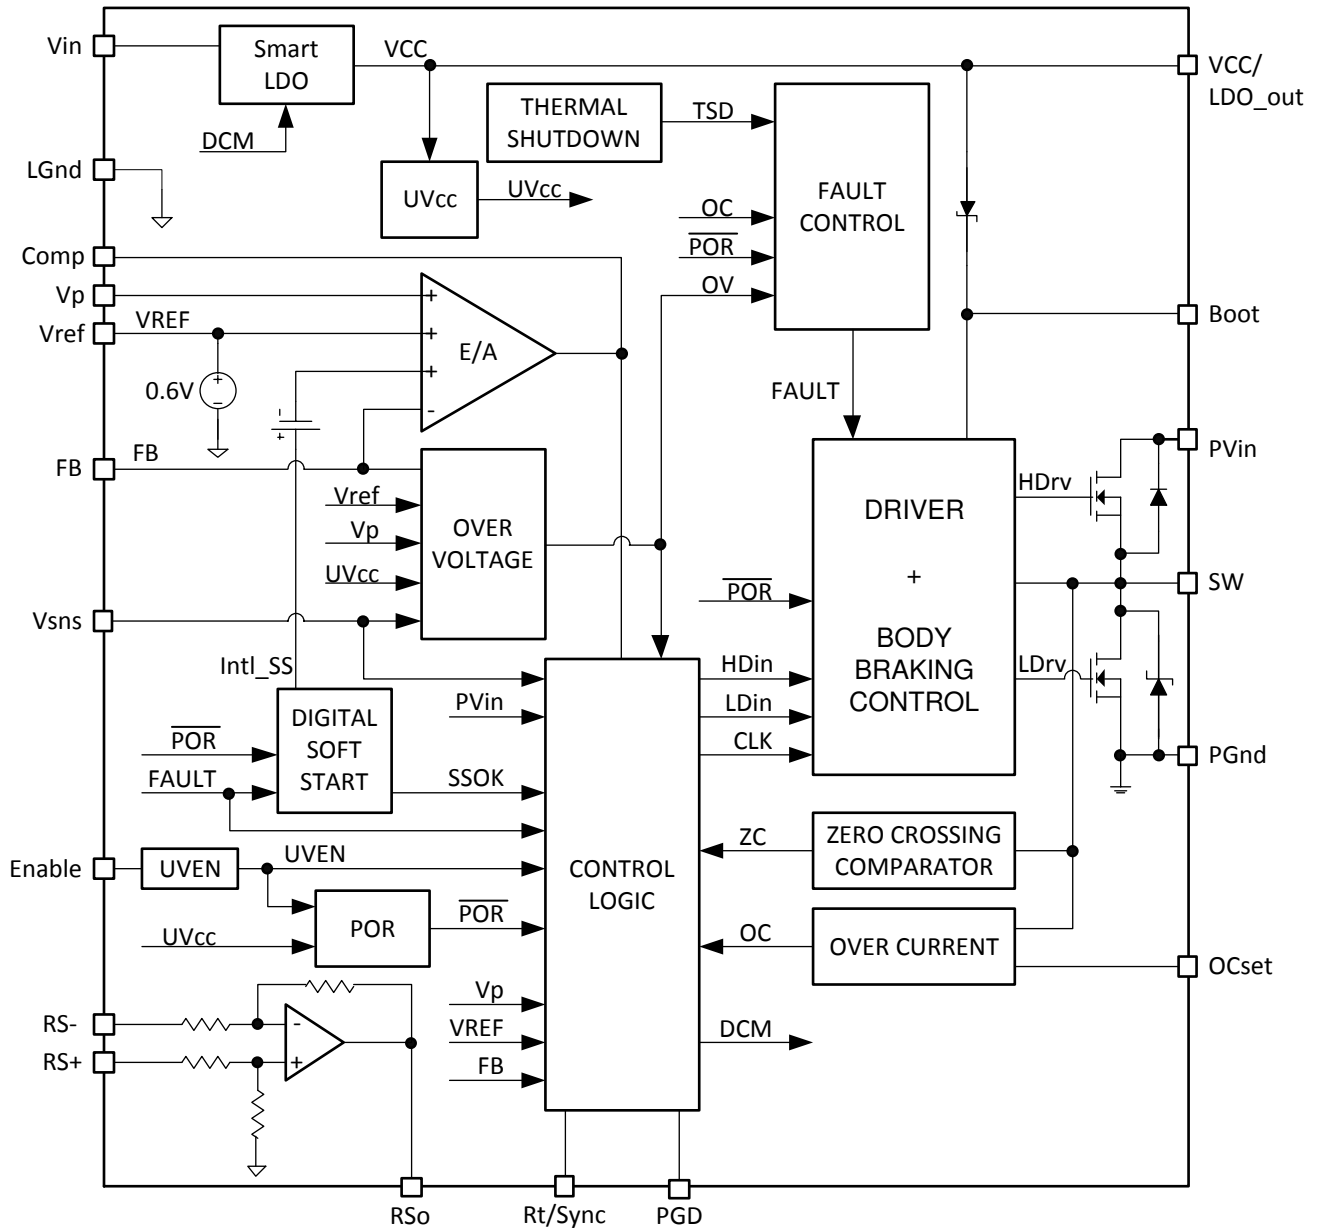 Vin
Smart
LDO
VCC
VCC/
LDO_out
DCM
THERMAL
SHUTDOWN
TSD
LGnd
UVcc
UVcc
OC
POR
OV
FAULT
CONTROL
Comp
Vp
Vref
VREF
+
+
+
-
E/A
0.6V
+
-
-
+
Boot
FAULT
FB
FB
PVin
Vref
Vp
UVcc
OVER
VOLTAGE
HDrv
DRIVER
+
BODY
BRAKING
CONTROL
POR
SW
Vsns
Intl_SS
LDrv
HDin
LDin
CLK
PVin
POR
FAULT
DIGITAL
SOFT
START
SSOK
PGnd
Enable
UVEN
UVEN
CONTROL
LOGIC
ZC
ZERO CROSSING
COMPARATOR
UVcc
POR
POR
OC
OVER CURRENT
OCset
RS-
RS+
-
+
Vp
VREF
FB
DCM
RSo
Rt/Sync
PGD